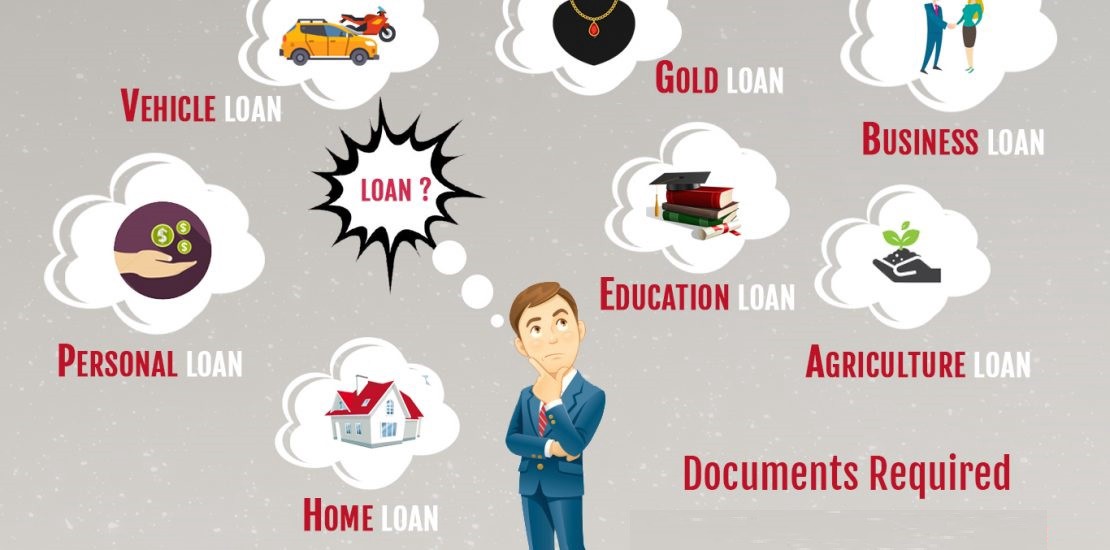 Vehicle LOAN
Gold LOAN
Business LOAN
LOAN ?
Education LOAN
Personal LOAN
Agriculture LOAN
Home LOAN
Documents Required